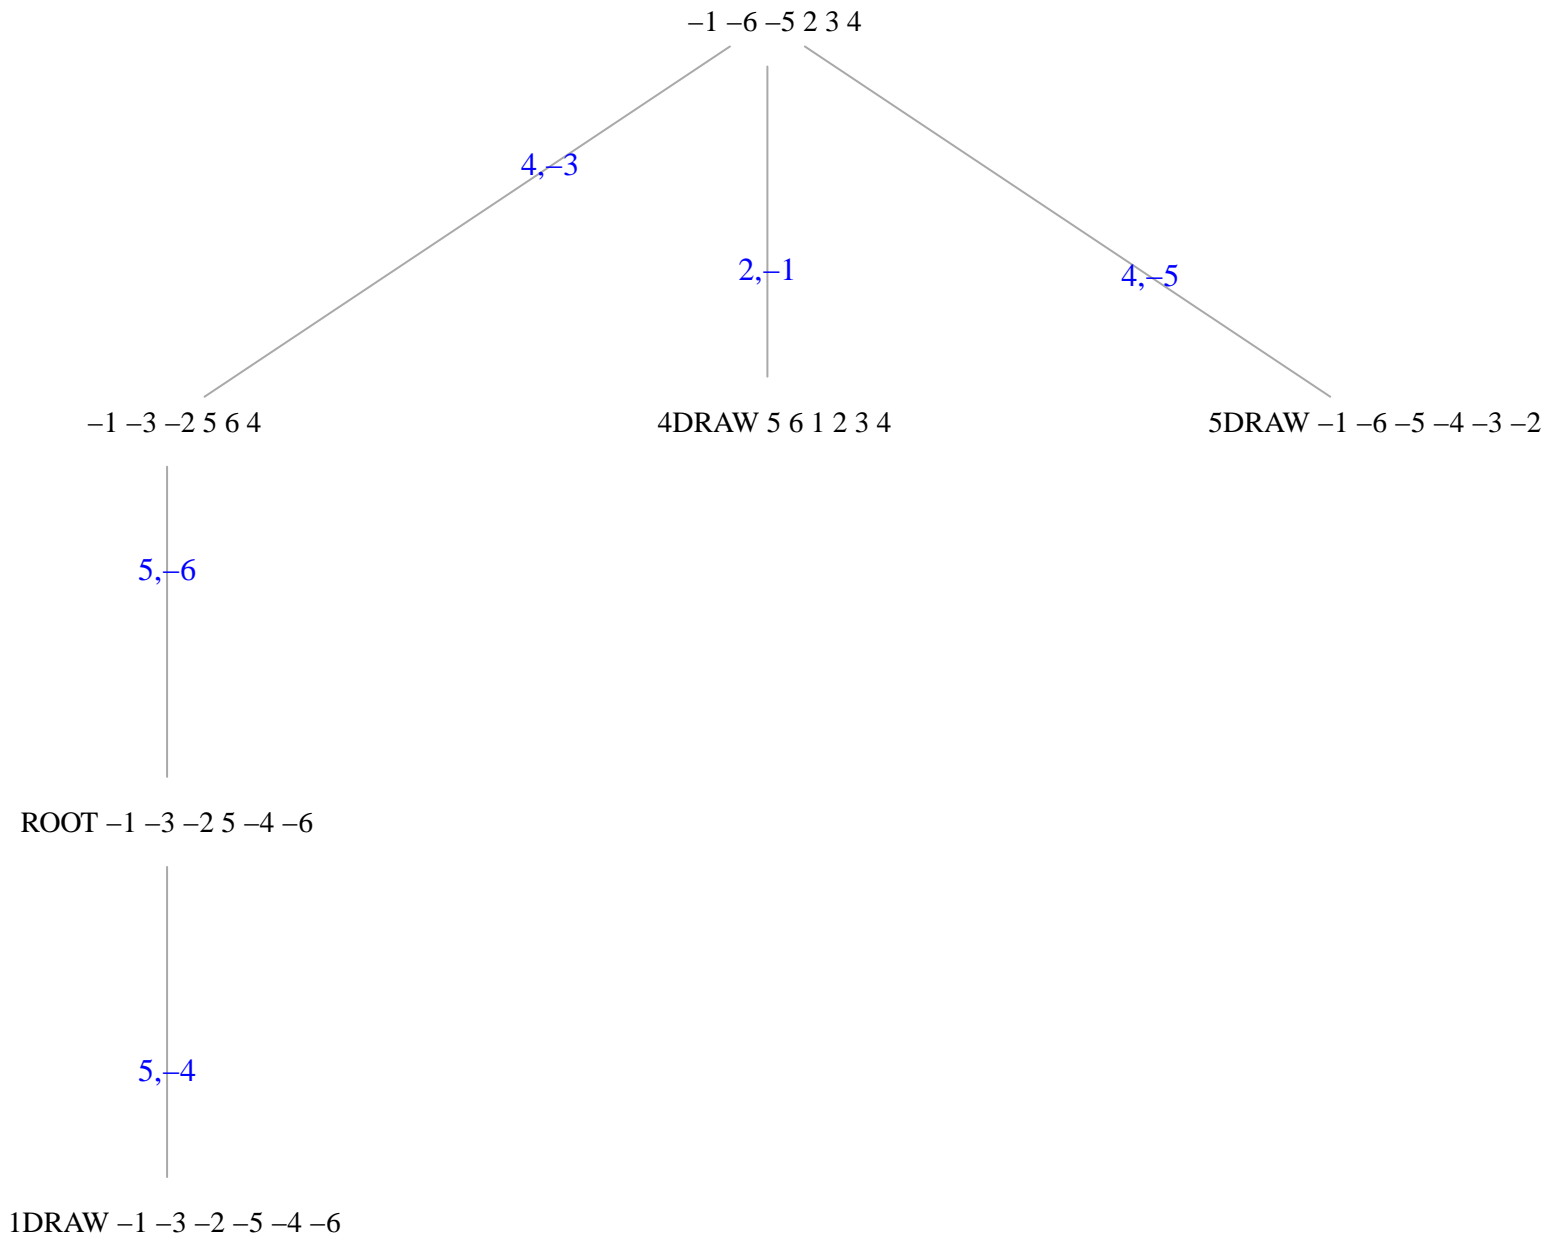 –1 –6 –5 2 3 4
4,–3
2,–1
4,–5
–1 –3 –2 5 6 4
4DRAW 5 6 1 2 3 4
5DRAW –1 –6 –5 –4 –3 –2
5,–6
ROOT –1 –3 –2 5 –4 –6
5,–4
1DRAW –1 –3 –2 –5 –4 –6